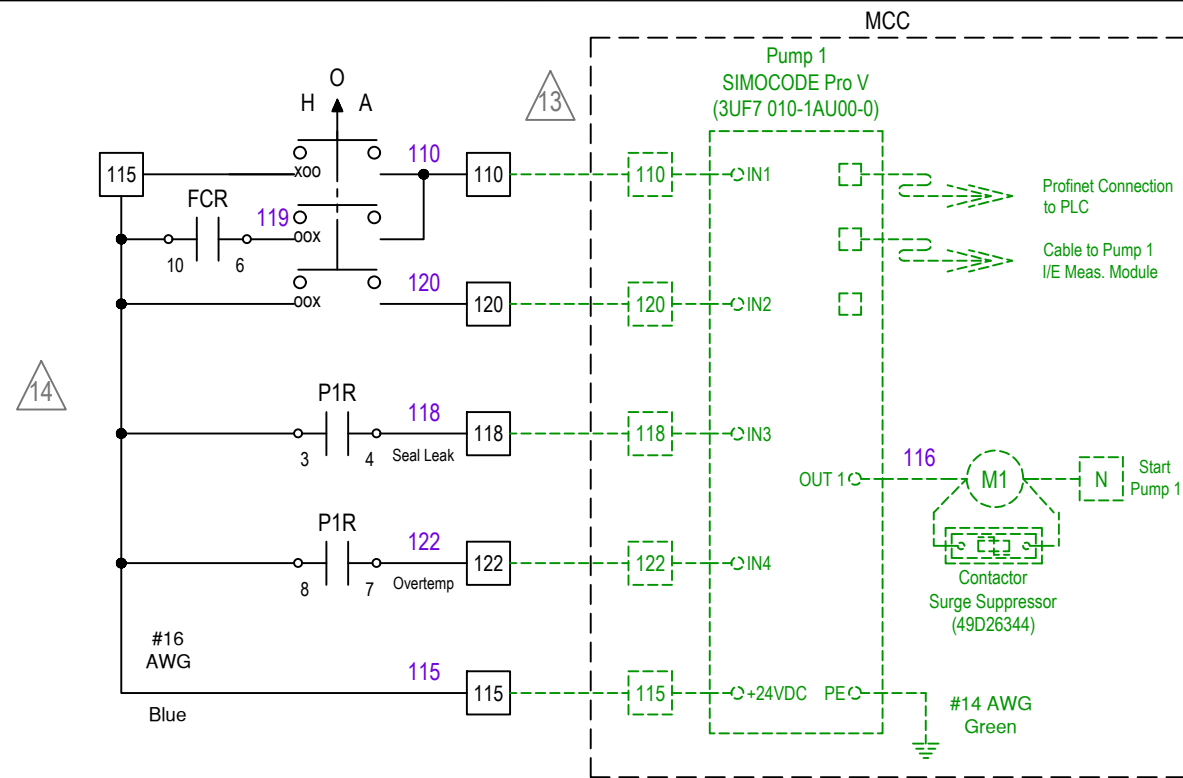 MCC
Pump 1
SIMOCODE Pro V
(3UF7 010-1AU00-0)
O
H A
13
115
xoo
110
110
110
IN1
Profinet Connection
to PLC
FCR
119
oox
10
6
Cable to Pump 1
I/E Meas. Module
oox
120
120
120
IN2
14
P1R
3
4
118
Seal Leak
118
118
IN3
OUT 1
116
M1
N
Start
Pump 1
P1R
8
7
122
Overtemp
122
122
IN4
Contactor
Surge Suppressor
(49D26344)
#16
AWG
Blue
115
115
115
+24VDC
PE
#14 AWG
Green